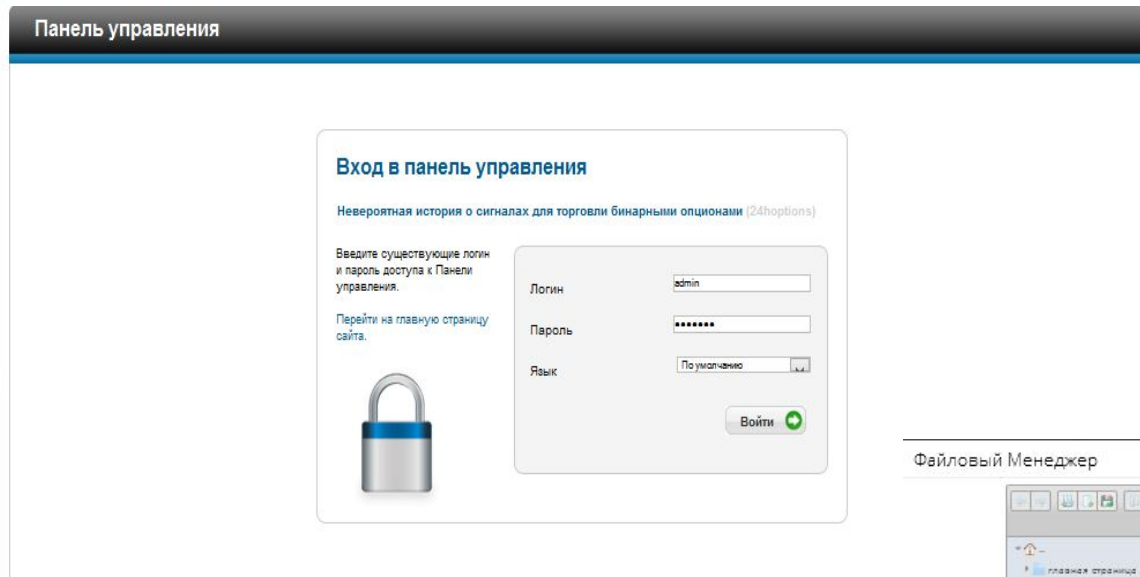 Панель управления
Вход в панель управления
Невероятная история о сигналах для торговли бинарными опционами (24hoptions)
Введите существующие логин
и пароль доступа к Панели
управления.
Перейти на главную страницу
сайта.
Логин
admin
Пароль
•••••••
Язык
По умолчанию
Войти
Файловый Менеджер
главная страница